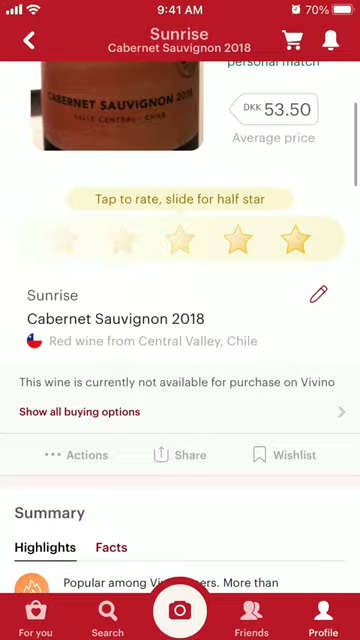 9:41 AM
70%
Sunrise
Cabernet Sauvignon 2018
personal match
CABERNET SAUVIGNON 2018
VALLE CENTRAL - CHILE
DKK 53.50
Average price
Tap to rate, slide for half star
Sunrise
Cabernet Sauvignon 2018
Red wine from Central Valley, Chile
This wine is currently not available for purchase on Vivino
Show all buying options
Actions
Share
Wishlist
Summary
Highlights
Facts
Popular among Vi ers. More than
For you
Search
Friends
Profile